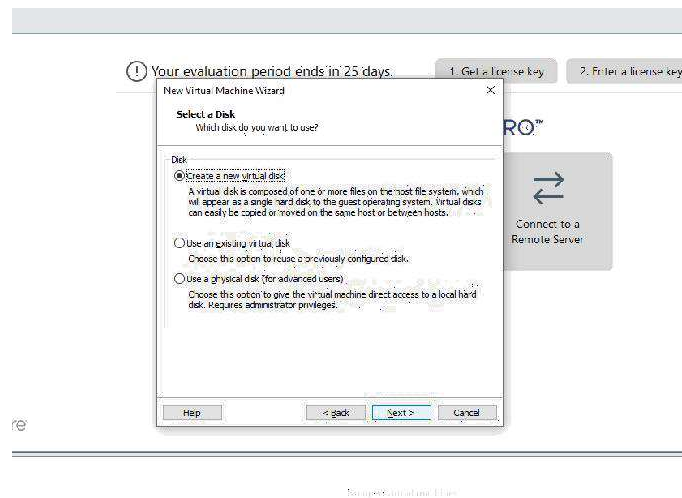 Your evaluation period ends in 25 days.
1. Get a license key
2. Enter a license key
New Virtual Machine Wizard
Select a Disk
Which disk do you want to use?
RO™
Disk
Create a new virtual disk
A virtual disk is composed of one or more files on the host file system, which
will appear as a single hard disk to the guest operating system. Virtual disks
can easily be copied or moved on the same host or between hosts.
Use an existing virtual disk
Choose this option to reuse a previously configured disk.
Use a physical disk (for advanced users)
Choose this option to give the virtual machine direct access to a local hard
disk. Requires administrator privileges.
Connect to a
Remote Server
Help
< Back
Next >
Cancel
re